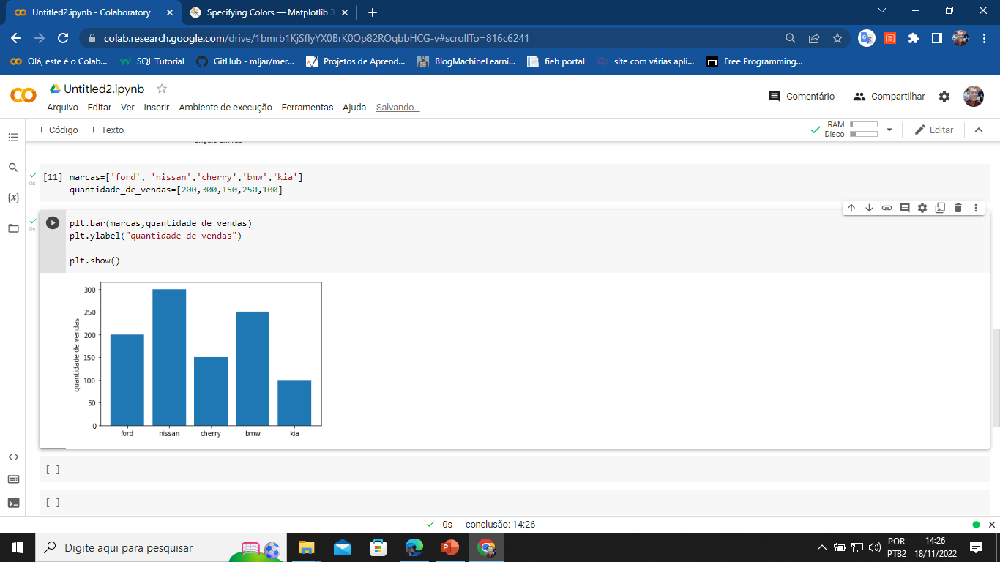 Untitled2.ipynb - Colaboratory
Specifying Colors — Matplotlib 3
colab.research.google.com/drive/1bmrb1KjSflyYX0BrK0Op82ROqbbHCG-v#scrollTo=816c6241
Olá, este é o Colab...
SQL Tutorial
GitHub - mljar/mer...
Projetos de Aprend...
BlogMachineLearni...
fieb portal
site com várias apli...
Free Programming...
Untitled2.ipynb
Comentário
Compartilhar
Arquivo Editar Ver Inserir Ambiente de execução Ferramentas Ajuda Salvando...
+ Código + Texto
RAM
Disco
Editar
[11] marcas=['ford', 'nissan','cherry','bmw','kia']
0s
quantidade_de_vendas=[200,300,150,250,100]
plt.bar(marcas,quantidade_de_vendas)
0s
plt.ylabel("quantidade de vendas")
plt.show()
quantidade de vendas
300
250
200
150
100
50
0
ford nissan cherry bmw kia
[ ]
[ ]
0s conclusão: 14:26
Digite aqui para pesquisar
POR
PTB2
14:26
18/11/2022